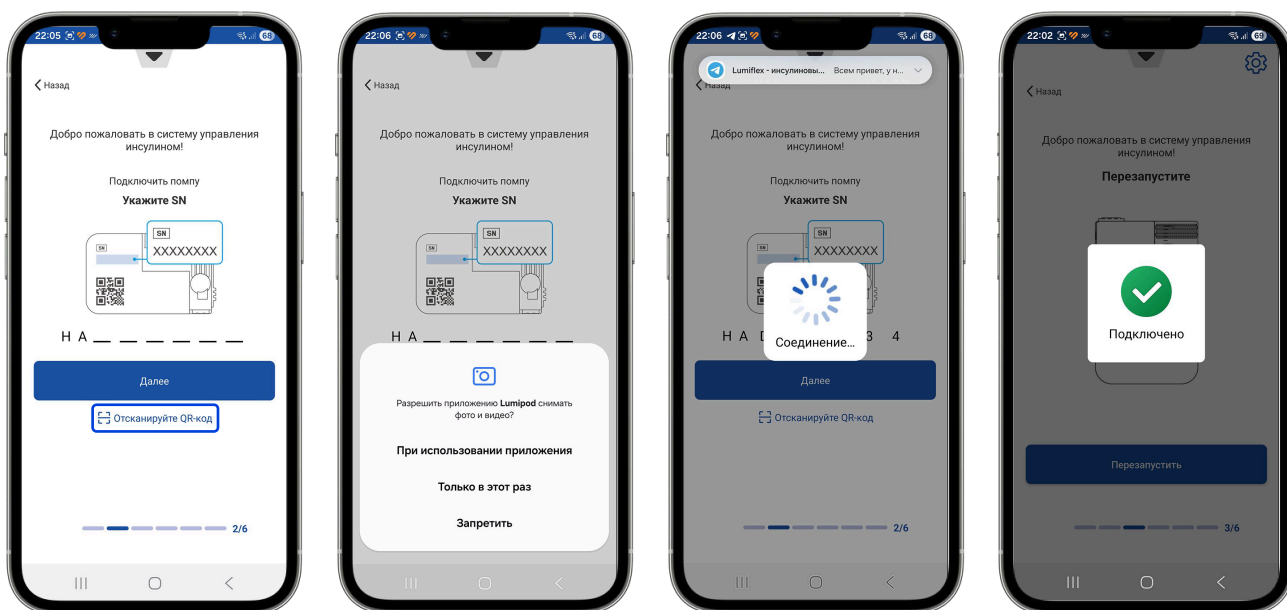 22:05
68
Назад
Добро пожаловать в систему управления
инсулином!
Подключить помпу
Укажите SN
SN
SN
XXXXXXXX
H A _ _ _ _ _ _
Далее
Отсканируйте QR-код
2/6
22:06
68
Назад
Добро пожаловать в систему управления
инсулином!
Подключить помпу
Укажите SN
SN
SN
XXXXXXXX
H A _ _ _ _ _ _
Разрешить приложению Lumipod снимать
фото и видео?
При использовании приложения
Только в этот раз
Запретить
22:06
68
Lumiflex - инсулиновы... Всем привет, у н...
Назад
Добро пожаловать в систему управления
инсулином!
Подключить помпу
Укажите SN
SN
SN
XXXXXXXX
H A 3 4
Соединение...
Далее
Отсканируйте QR-код
2/6
22:02
69
Назад
Добро пожаловать в систему управления
инсулином!
Перезапустите
Подключено
Перезапустить
3/6